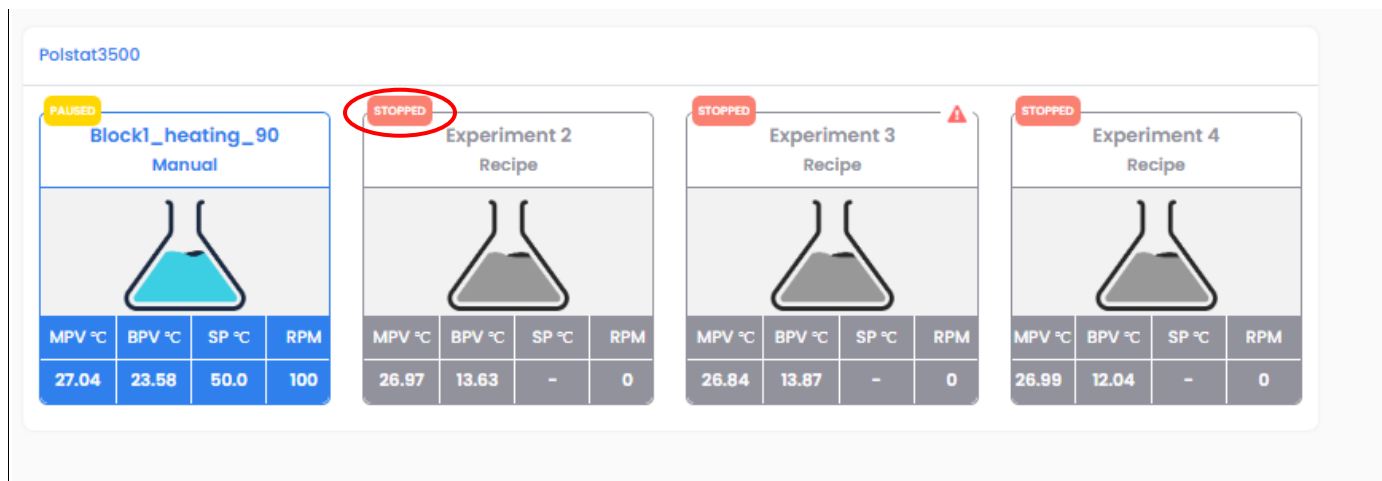 Polstat3500
PAUSED
Block1_heating_90
Manual
MPV °C BPV °C SP °C RPM
27.04 23.58 50.0 100
STOPPED
Experiment 2
Recipe
MPV °C BPV °C SP °C RPM
26.97 13.63 - 0
STOPPED
Experiment 3
Recipe
MPV °C BPV °C SP °C RPM
26.84 13.87 - 0
STOPPED
Experiment 4
Recipe
MPV °C BPV °C SP °C RPM
26.99 12.04 - 0